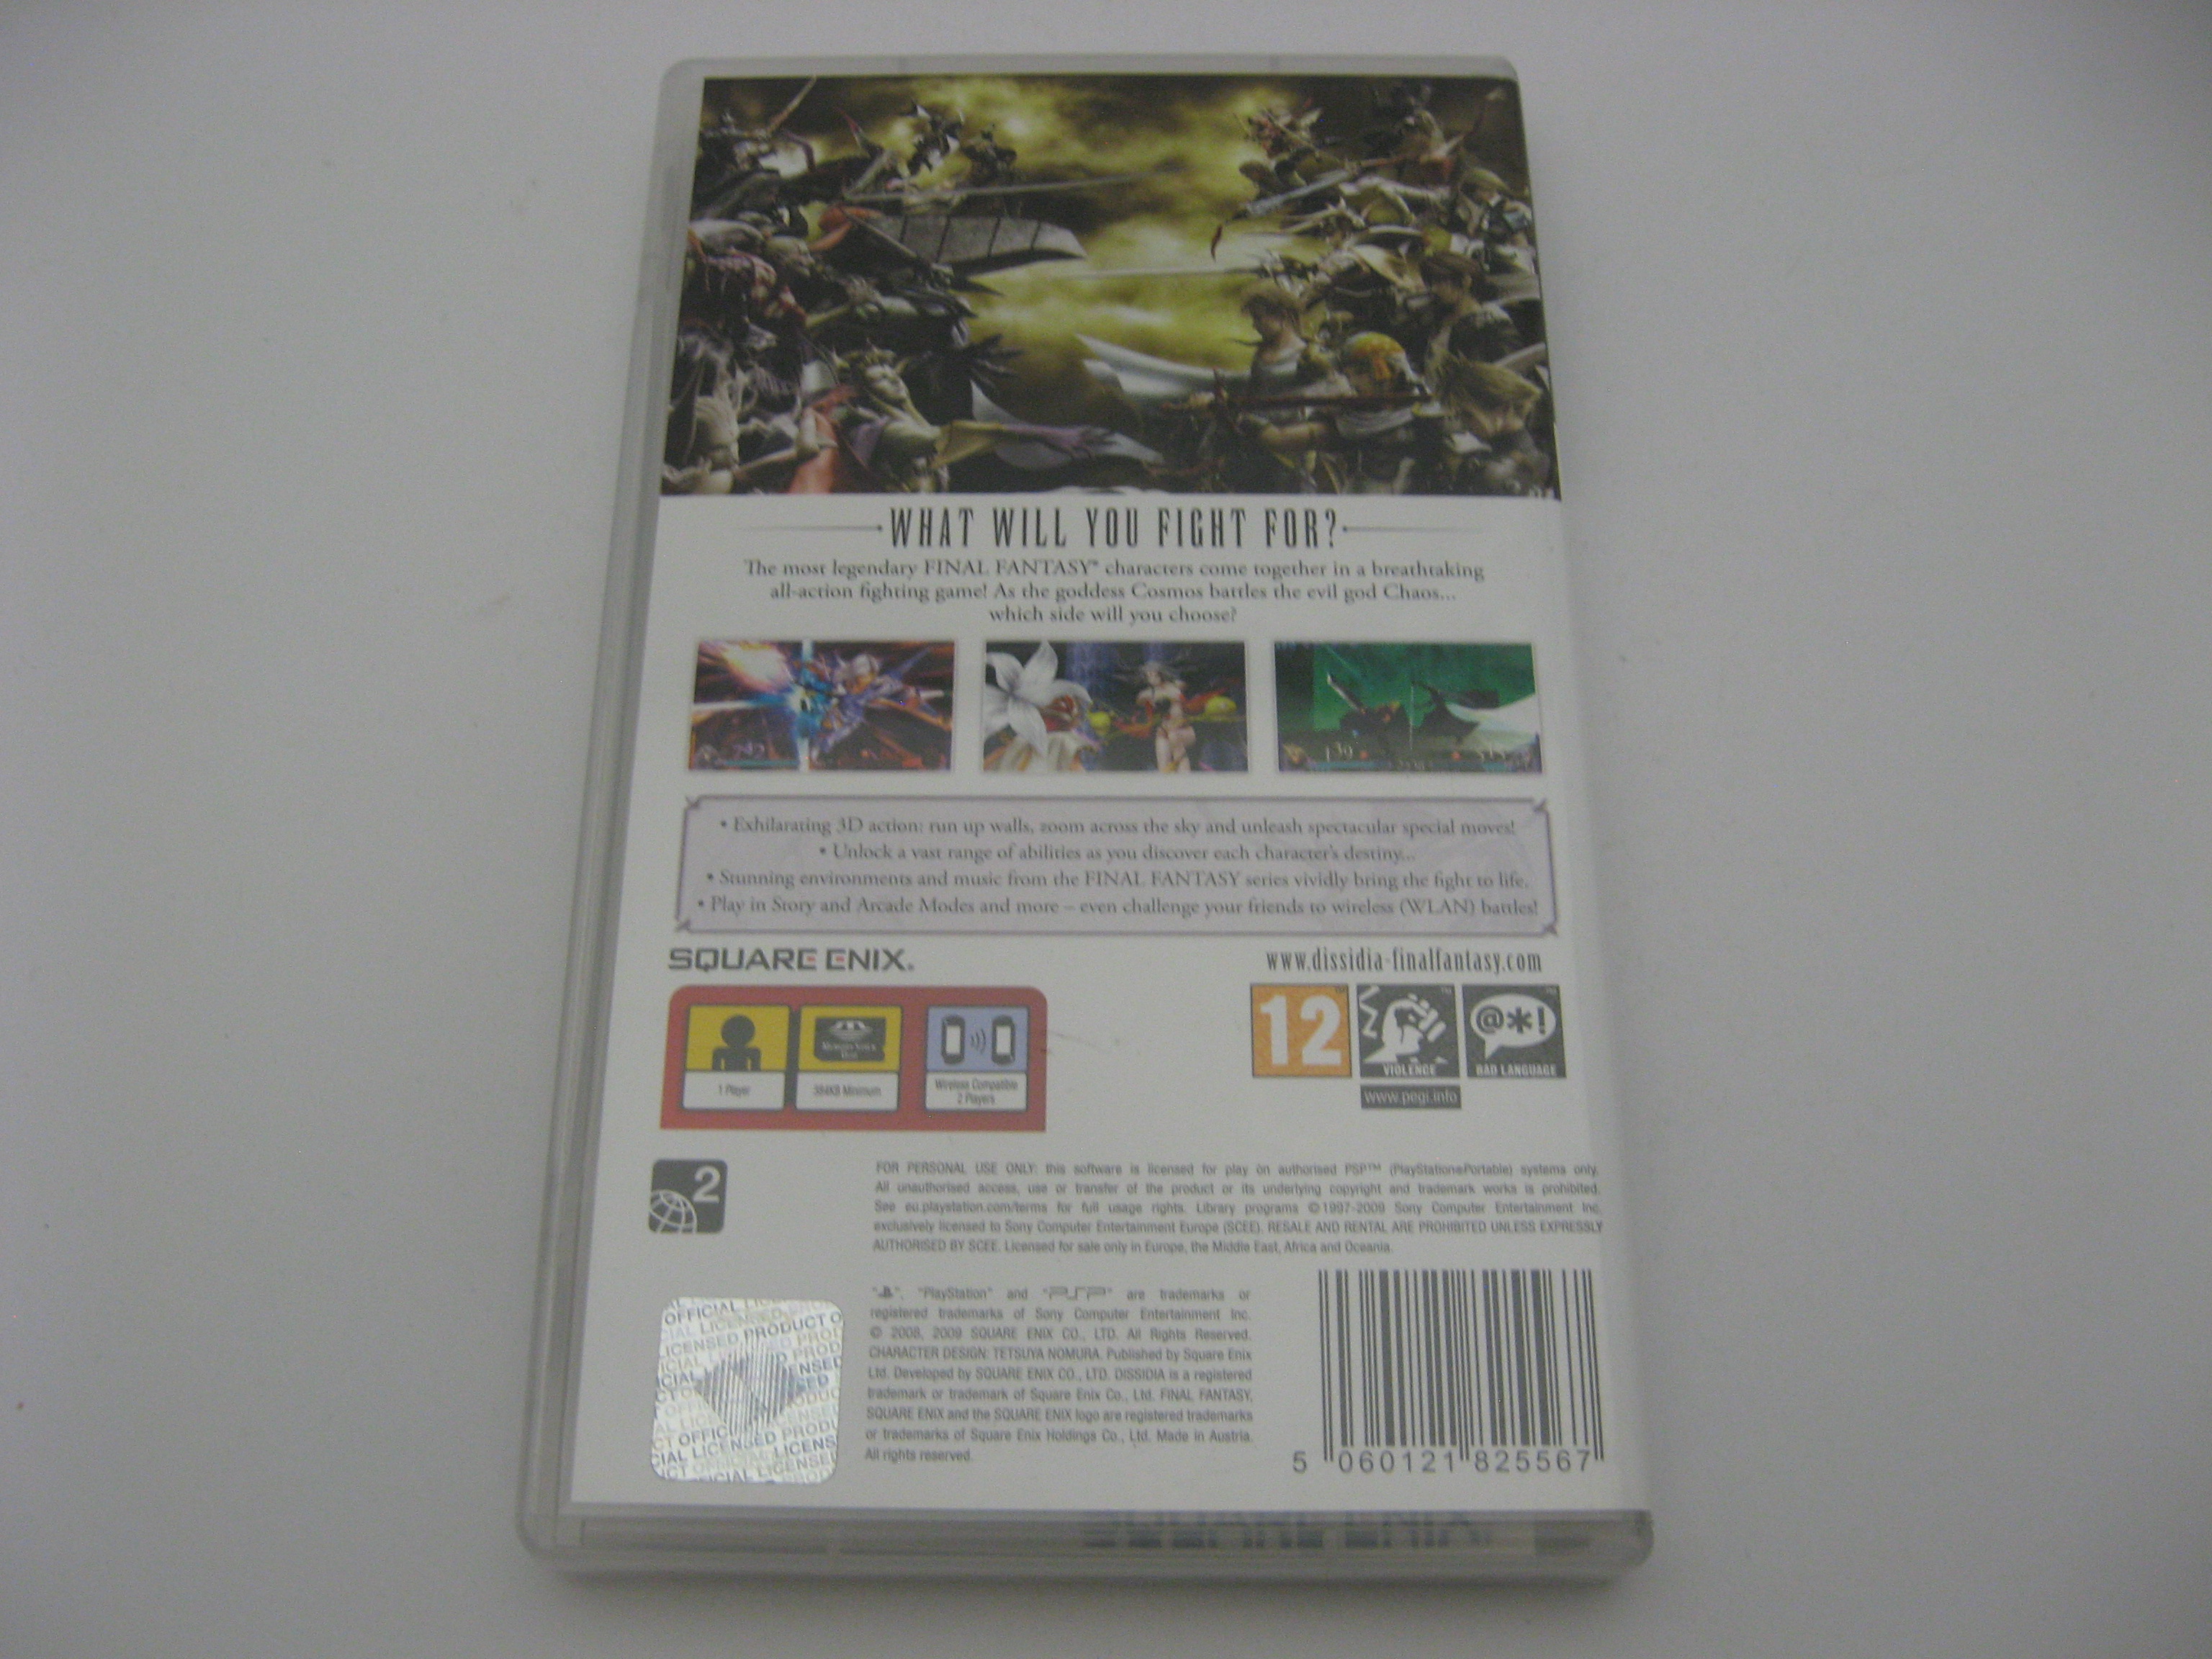 WHAT WILL YOU FIGHT FOR?
The most legendary FINAL FANTASY® characters come together in a breathtaking
all-action fighting game! As the goddess Cosmos battles the evil god Chaos...
which side will you choose?
• Exhilarating 3D action: run up walls, zoom across the sky and unleash spectacular special moves!
• Unlock a vast range of abilities as you discover each character's destiny...
• Stunning environments and music from the FINAL FANTASY series vividly bring the fight to life.
• Play in Story and Arcade Modes and more – even challenge your friends to wireless (WLAN) battles!
SQUARE ENIX.
www.dissidia-finalfantasy.com
1 Player
384KB Minimum
Wireless Compatible
2 Players
12
VIOLENCE
@*!
BAD LANGUAGE
www.pegi.info
2
FOR PERSONAL USE ONLY: this software is licensed for play on authorised PSP™ (PlayStation®Portable) systems only.
All unauthorised access, use or transfer of the product or its underlying copyright and trademark works is prohibited.
See eu.playstation.com/terms for full usage rights. Library programs ©1997-2009 Sony Computer Entertainment Inc.
exclusively licensed to Sony Computer Entertainment Europe (SCEE). RESALE AND RENTAL ARE PROHIBITED UNLESS EXPRESSLY
AUTHORISED BY SCEE. Licensed for sale only in Europe, the Middle East, Africa and Oceania.
" ", "PlayStation" and "PSP" are trademarks or
registered trademarks of Sony Computer Entertainment Inc.
© 2008, 2009 SQUARE ENIX CO., LTD. All Rights Reserved.
CHARACTER DESIGN: TETSUYA NOMURA. Published by Square Enix
Ltd. Developed by SQUARE ENIX CO., LTD. DISSIDIA is a registered
trademark or trademark of Square Enix Co., Ltd. FINAL FANTASY,
SQUARE ENIX and the SQUARE ENIX logo are registered trademarks
or trademarks of Square Enix Holdings Co., Ltd. Made in Austria.
All rights reserved.
OFFICIAL
LICENSED PRODUCT
5 060121 825567
SQUARE ENIX.